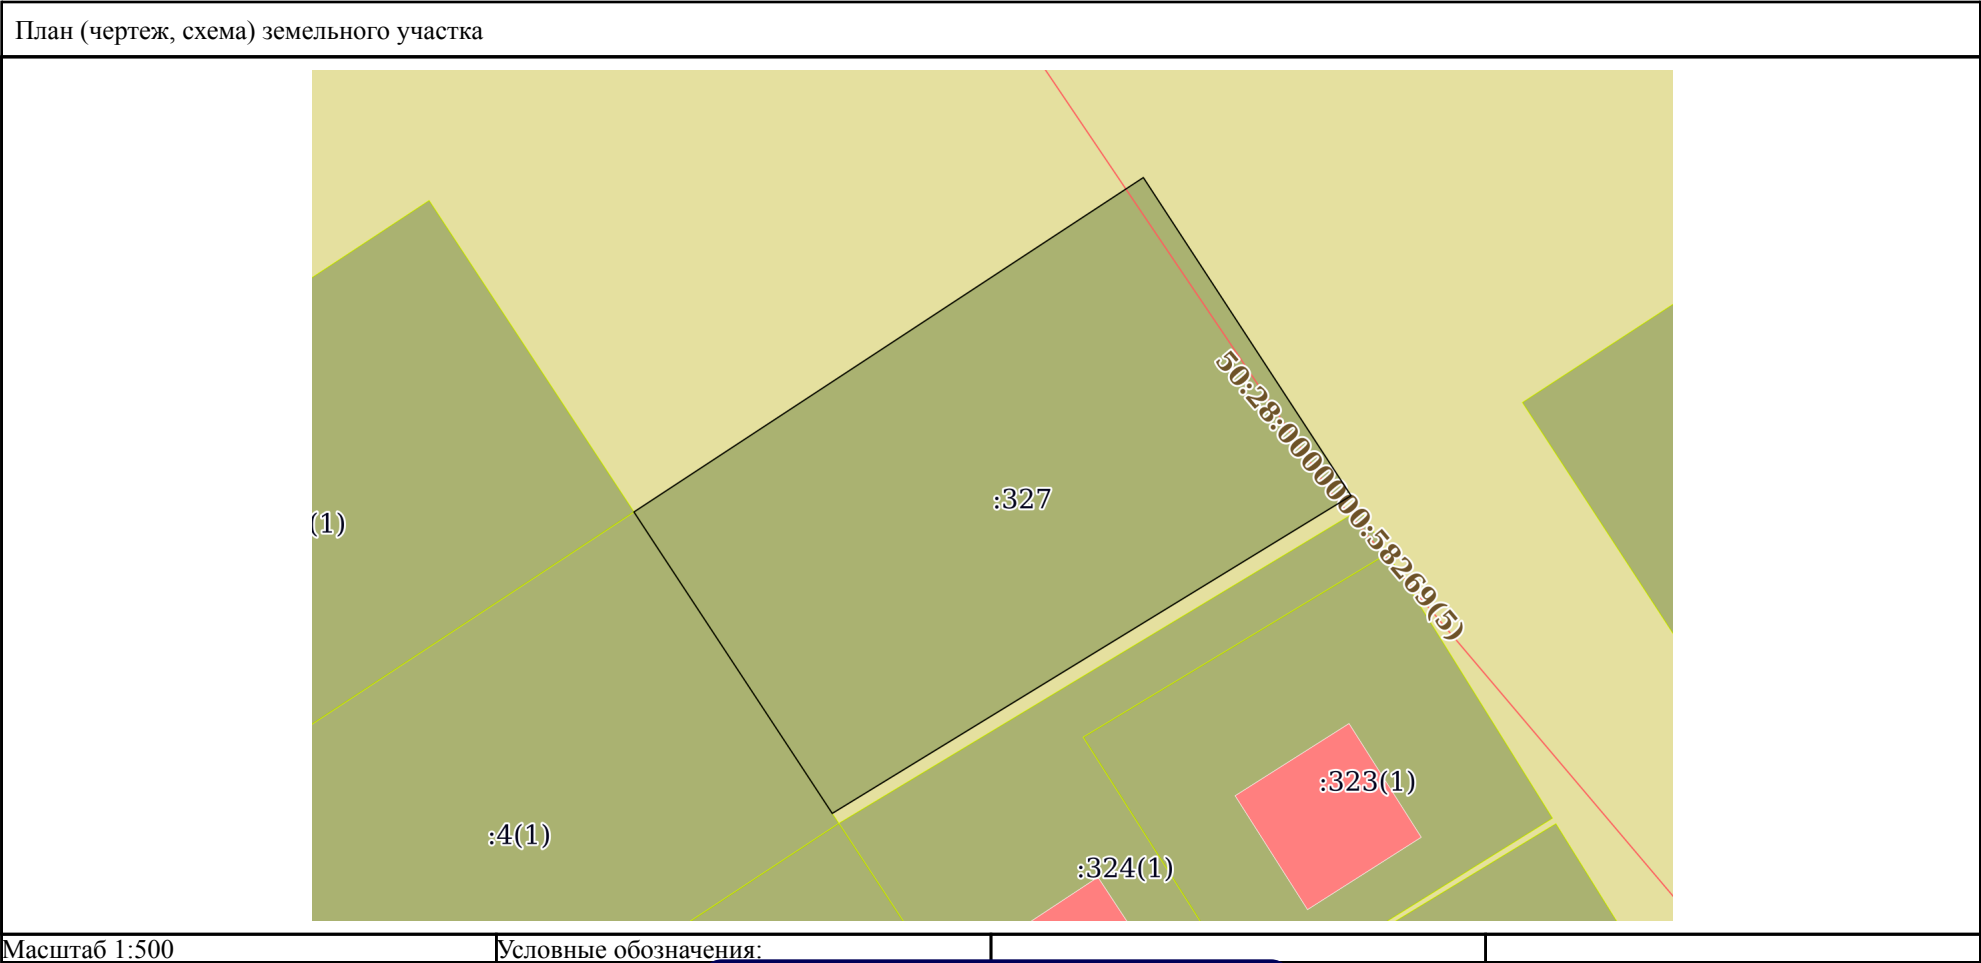 План (чертеж, схема) земельного участка
50:28:0000000:58269(5)
:327
(1)
:323(1)
:4(1)
:324(1)
Масштаб 1:500
Условные обозначения: